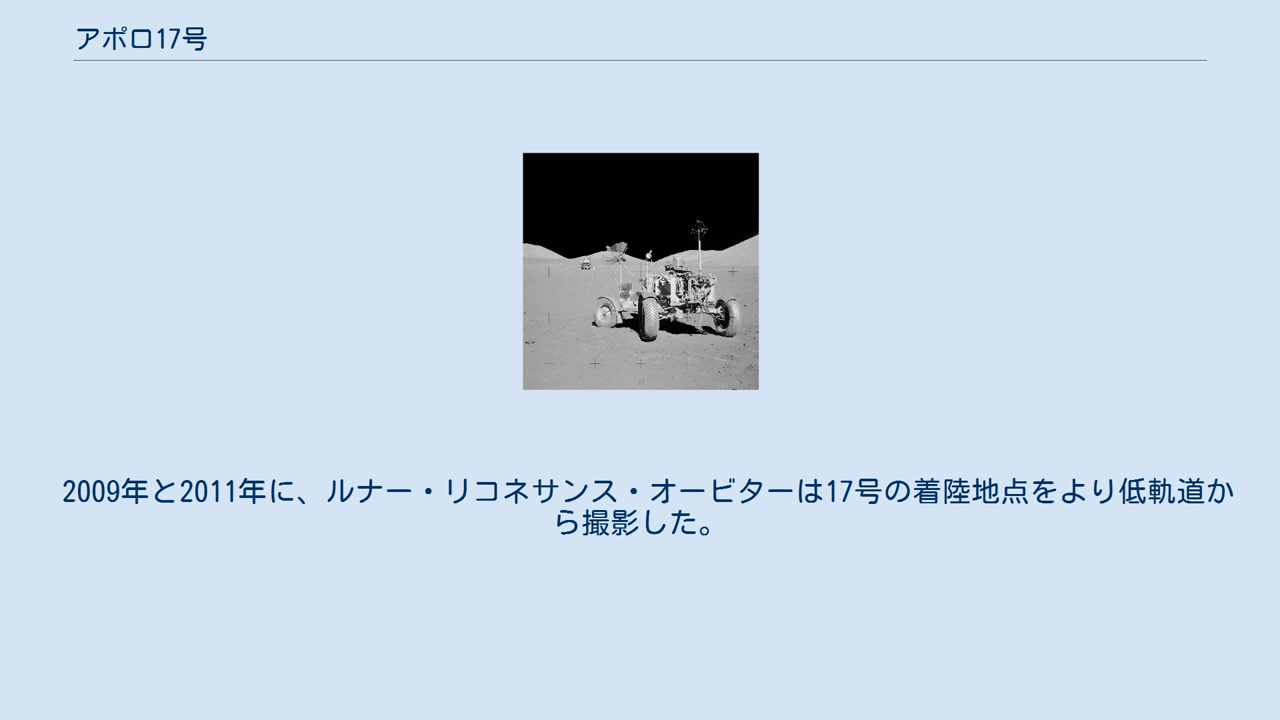 アポロ17号
2009年と2011年に、ルナー・リコネサンス・オービターは17号の着陸地点をより低軌道か
ら撮影した。